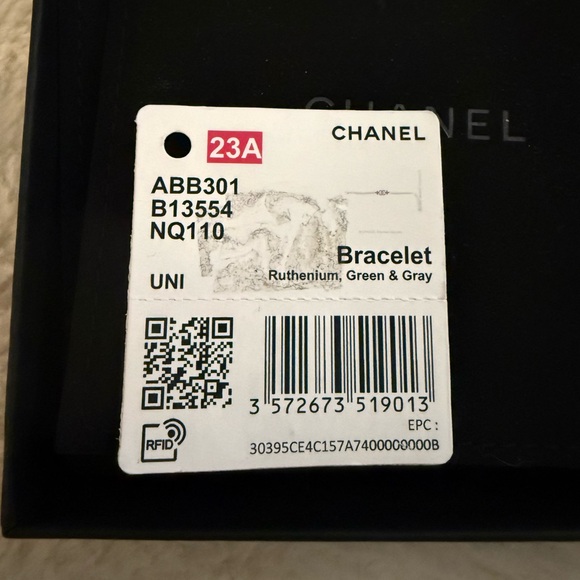 CHANEL
CHANEL
23A
ABB301
B13554
NQ110
Bracelet
Ruthenium, Green & Gray
UNI
3 572673 519013
EPC :
RFID
30395CE4C157A7400000000B